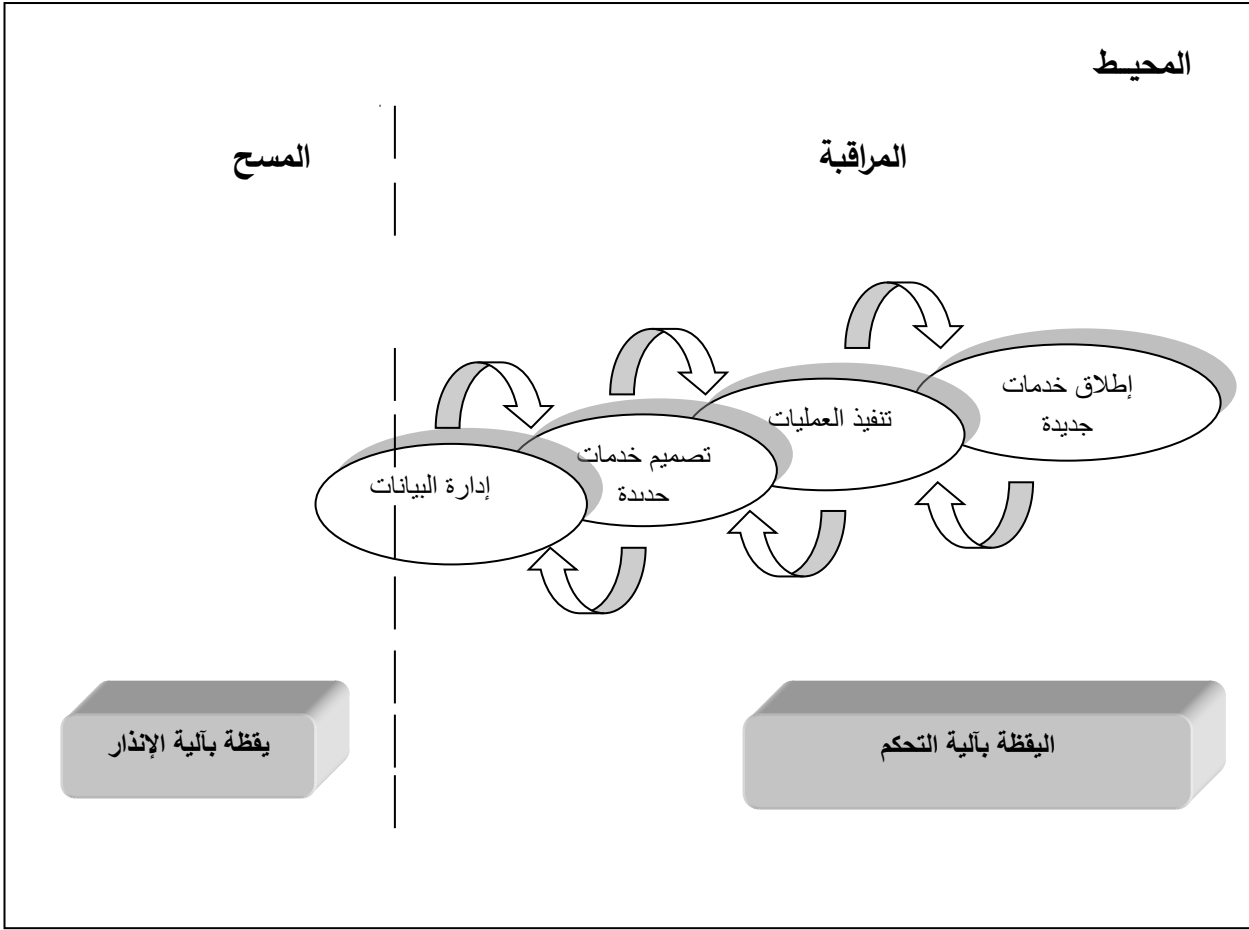 المحيـط
المراقبة
المسح
إطلاق خدمات
جديدة
تنفيذ العمليات
تصميم خدمات
جديدة
إدارة البيانات
اليقظة بآلية التحكم
يقظة بآلية الإنذار